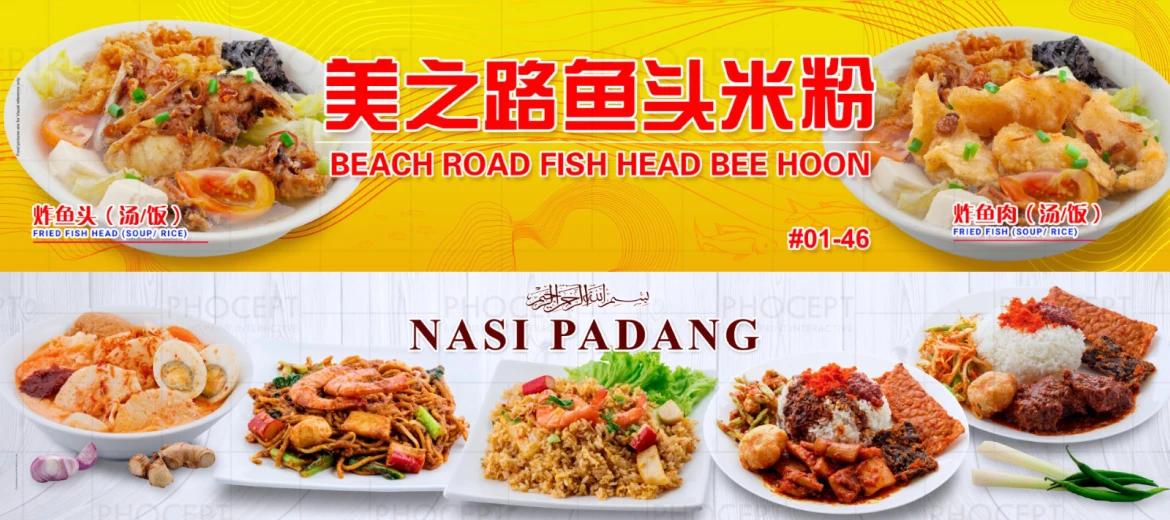 美之路鱼头米粉
BEACH ROAD FISH HEAD BEE HOON
炸鱼头（汤/饭）
FRIED FISH HEAD (SOUP/ RICE)
炸鱼肉（汤/饭）
FRIED FISH (SOUP/ RICE)
#01-46
بسم الله الرحمن الرحيم
NASI PADANG
PHOCEPT